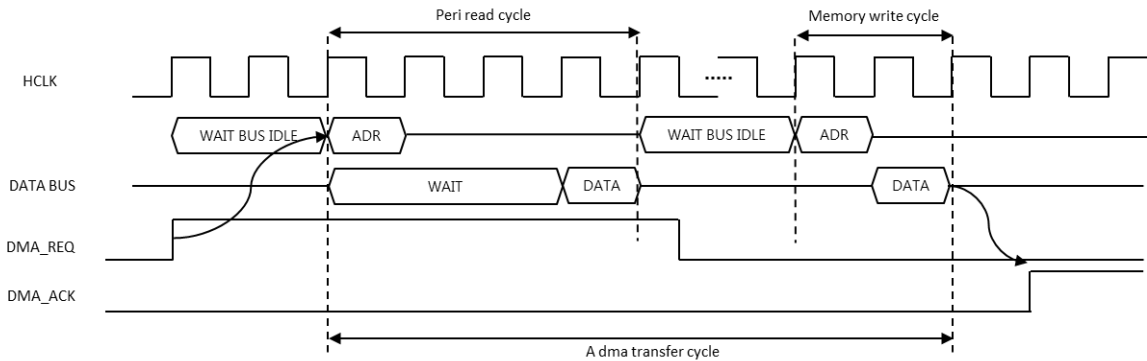 Peri read cycle
Memory write cycle
HCLK
.....
WAIT BUS IDLE
ADR
WAIT BUS IDLE
ADR
DATA BUS
WAIT
DATA
DATA
DMA_REQ
DMA_ACK
A dma transfer cycle